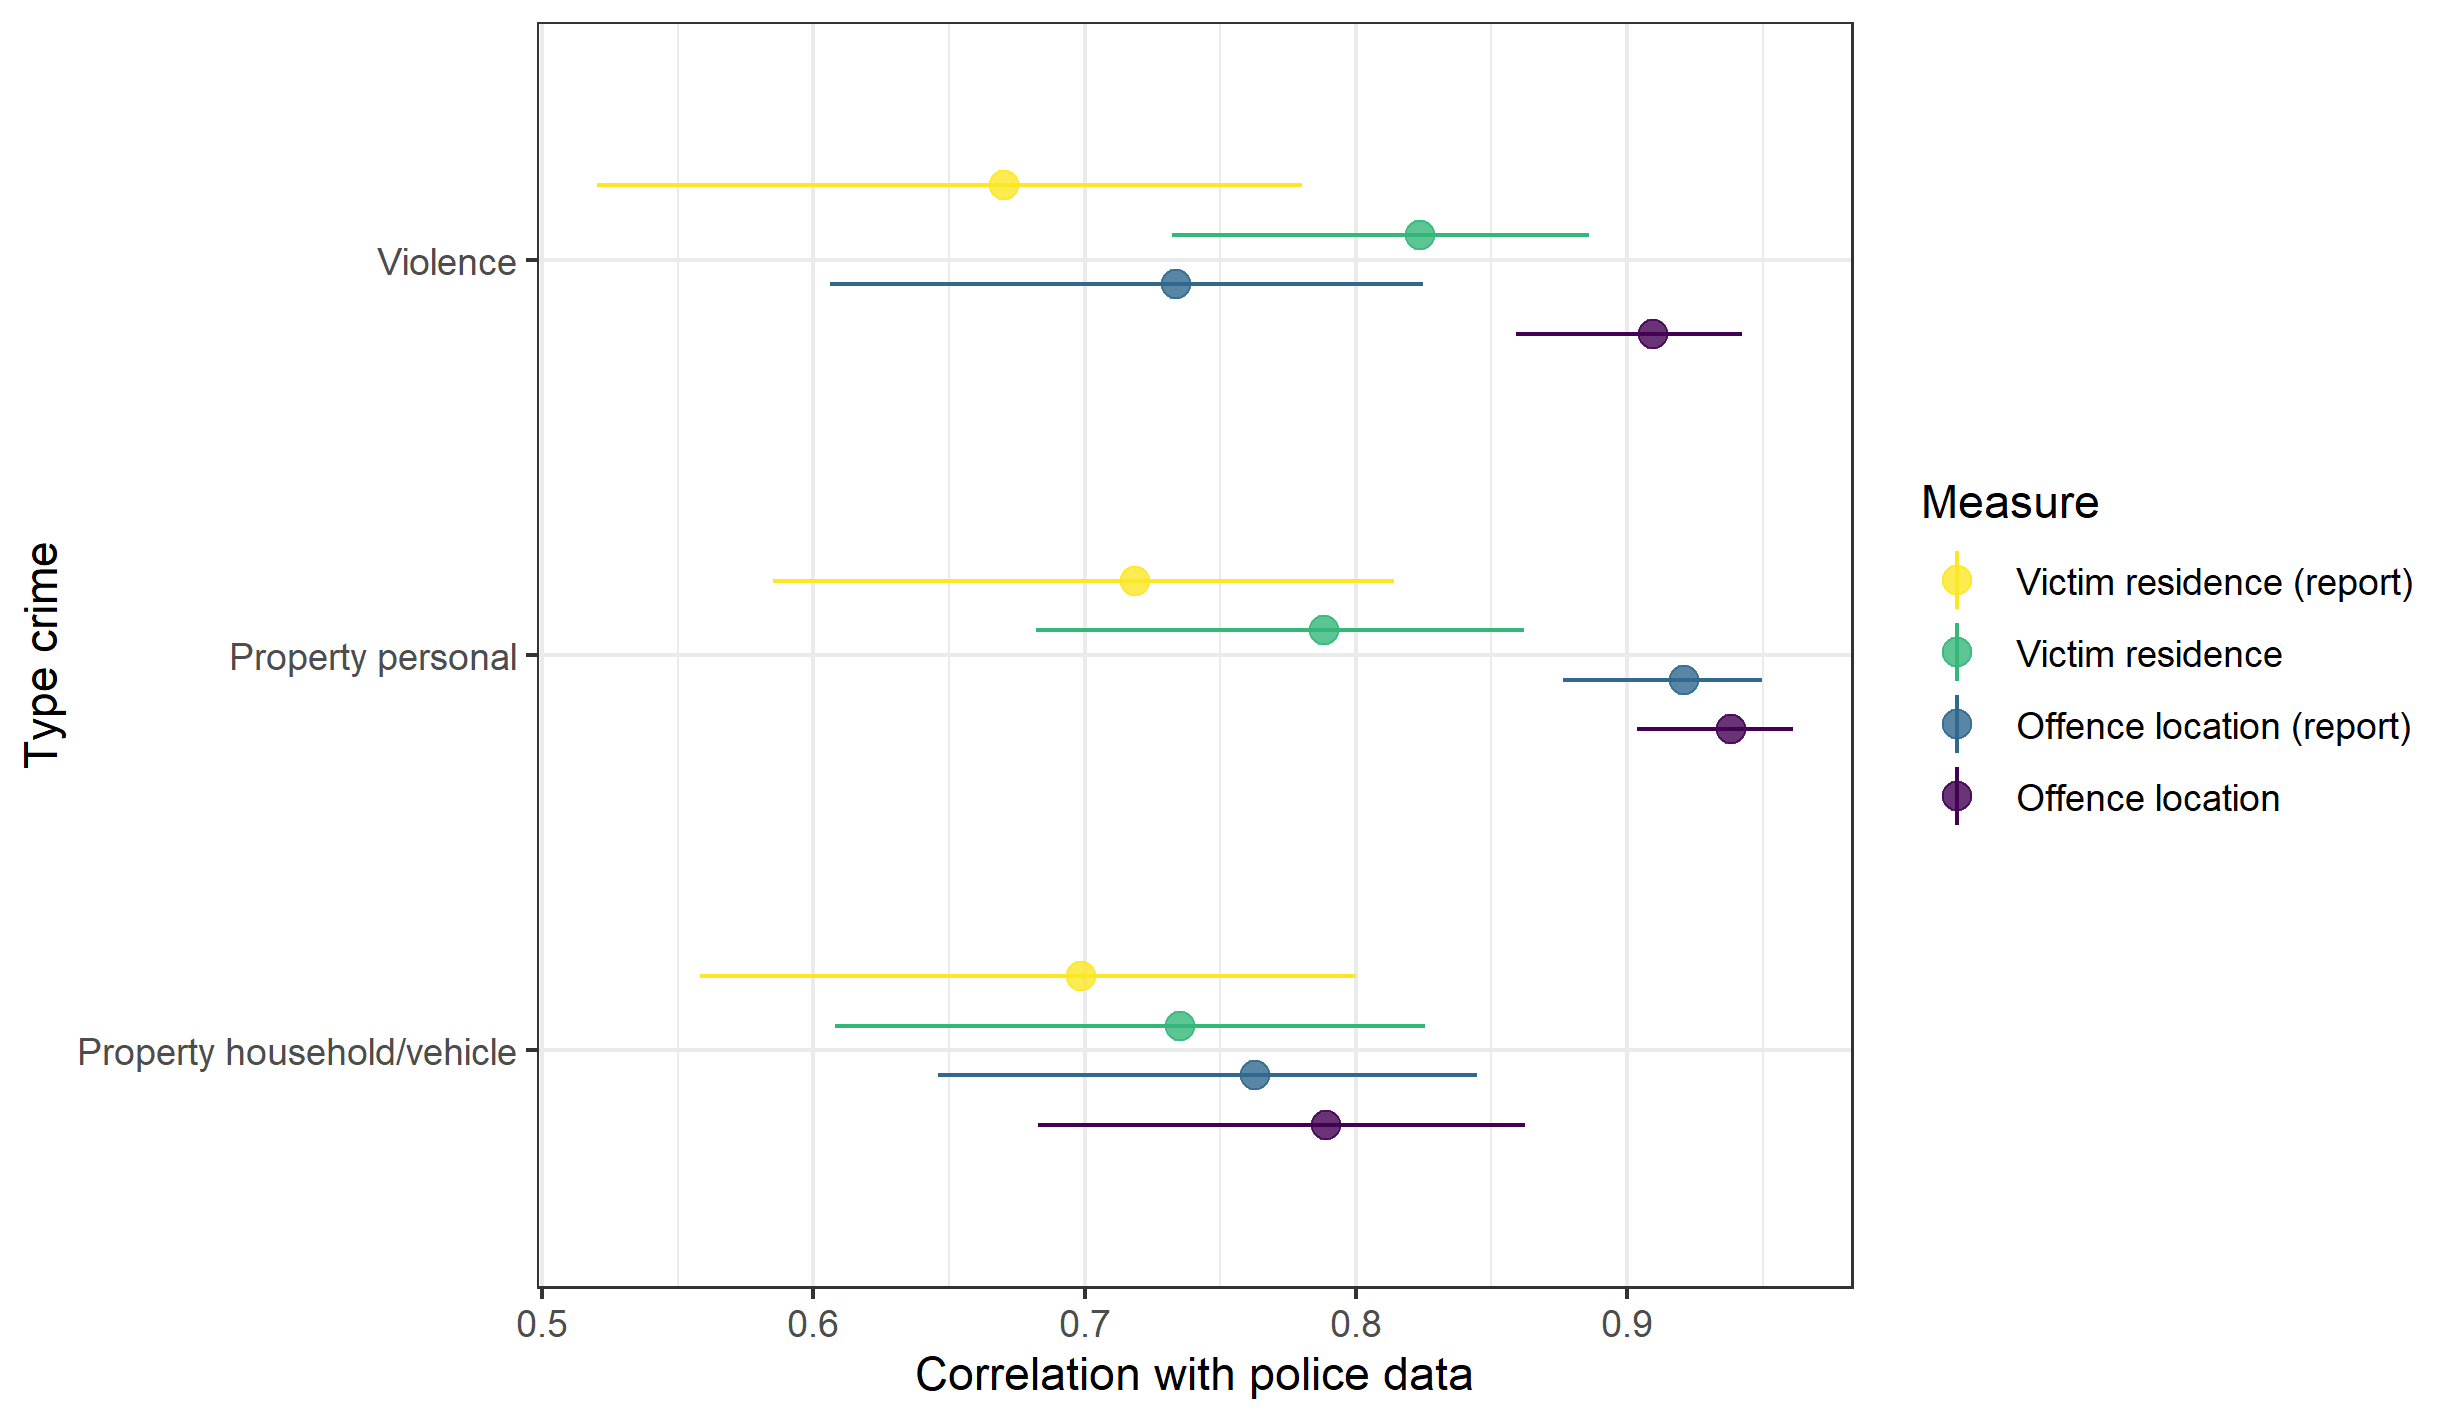 Type crime
Violence
Property personal
Property household/vehicle
0.5 0.6 0.7 0.8 0.9
Correlation with police data
Measure
Victim residence (report)
Victim residence
Offence location (report)
Offence location